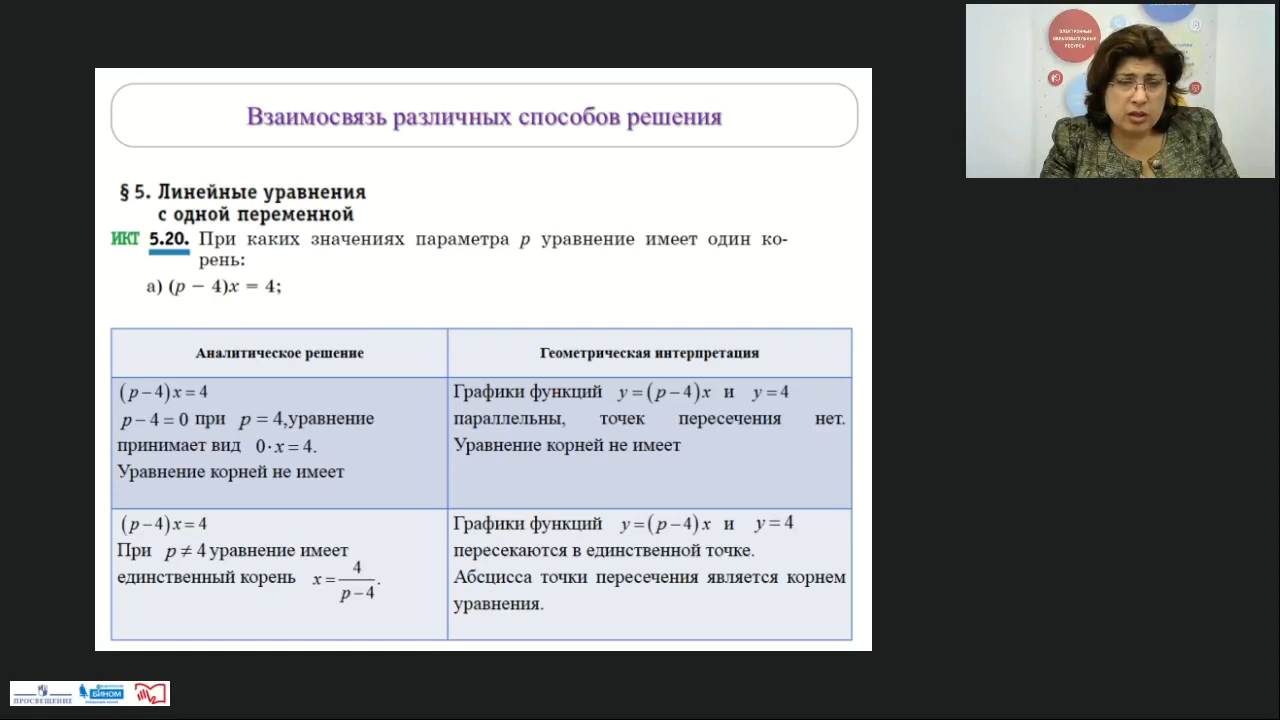 Взаимосвязь различных способов решения
§ 5. Линейные уравнения
с одной переменной
ИКТ 5.20. При каких значениях параметра p уравнение имеет один ко-
рень:
а) (p − 4)x = 4;
Аналитическое решение
(p−4)x=4
p−4=0 при p=4,уравнение
принимает вид 0·x=4.
Уравнение корней не имеет
Геометрическая интерпретация
Графики функций y=(p−4)x и y=4
параллельны, точек пересечения нет.
Уравнение корней не имеет
(p−4)x=4
При p≠4 уравнение имеет
единственный корень x=4/(p−4).
Графики функций y=(p−4)x и y=4
пересекаются в единственной точке.
Абсцисса точки пересечения является корнем
уравнения.
ЭЛЕКТРОННЫЕ
ОБРАЗОВАТЕЛЬНЫЕ
РЕСУРСЫ
ПРОСВЕЩЕНИЕ
БИНОМ